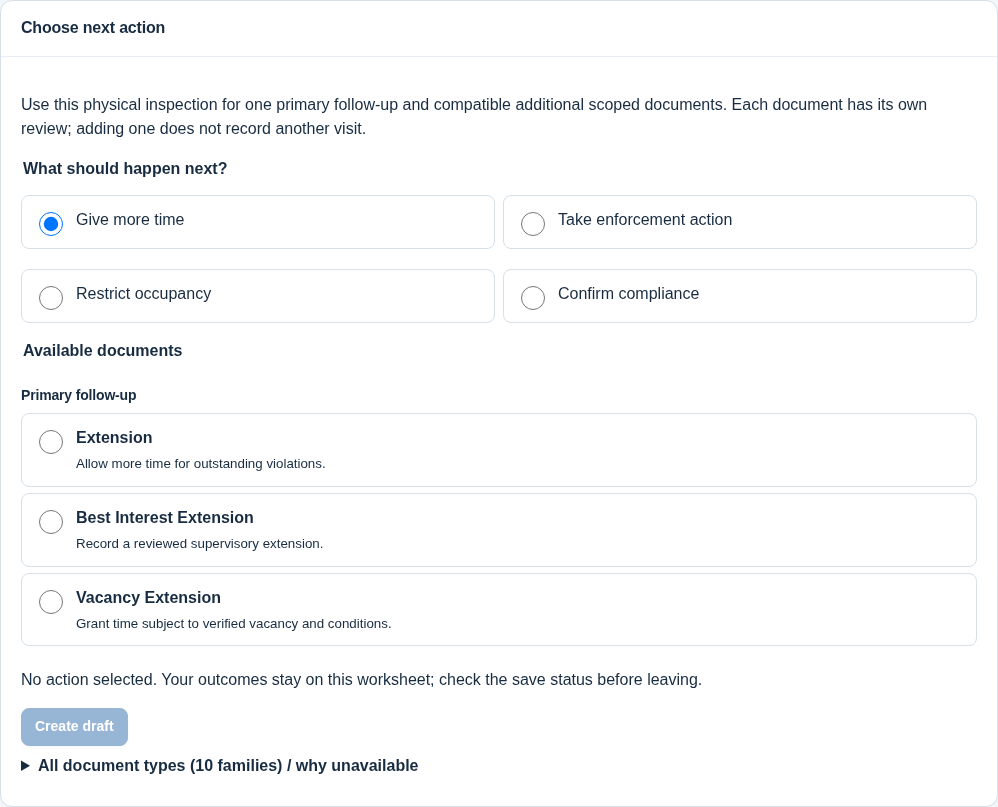 Choose next action
Use this physical inspection for one primary follow-up and compatible additional scoped documents. Each document has its own
review; adding one does not record another visit.
What should happen next?
Give more time
Take enforcement action
Restrict occupancy
Confirm compliance
Available documents
Primary follow-up
Extension
Allow more time for outstanding violations.
Best Interest Extension
Record a reviewed supervisory extension.
Vacancy Extension
Grant time subject to verified vacancy and conditions.
No action selected. Your outcomes stay on this worksheet; check the save status before leaving.
Create draft
All document types (10 families) / why unavailable